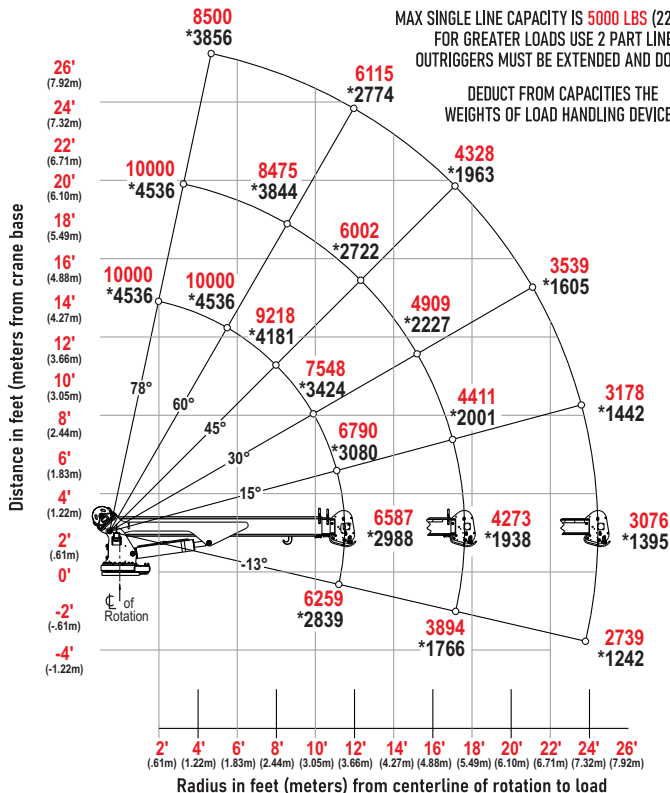 MAX SINGLE LINE CAPACITY IS 5000 LBS (22
FOR GREATER LOADS USE 2 PART LINE
OUTRIGGERS MUST BE EXTENDED AND DO
DEDUCT FROM CAPACITIES THE
WEIGHTS OF LOAD HANDLING DEVICE
8500
*3856
6115
*2774
4328
*1963
3539
*1605
3178
*1442
3076
*1395
2739
*1242
10000
*4536
8475
*3844
6002
*2722
4909
*2227
4411
*2001
4273
*1938
3894
*1766
10000
*4536
10000
*4536
9218
*4181
7548
*3424
6790
*3080
6587
*2988
6259
*2839
78°
60°
45°
30°
15°
-13°
Distance in feet (meters from crane base
26'
(7.92m)
24'
(7.32m)
22'
(6.71m)
20'
(6.10m)
18'
(5.49m)
16'
(4.88m)
14'
(4.27m)
12'
(3.66m)
10'
(3.05m)
8'
(2.44m)
6'
(1.83m)
4'
(1.22m)
2'
(.61m)
0'
-2'
(-.61m)
-4'
(-1.22m)
℄ of
Rotation
2' 4' 6' 8' 10' 12' 14' 16' 18' 20' 22' 24' 26'
(.61m) (1.22m) (1.83m) (2.44m) (3.05m) (3.66m) (4.27m) (4.88m) (5.49m) (6.10m) (6.71m) (7.32m) (7.92m)
Radius in feet (meters) from centerline of rotation to load